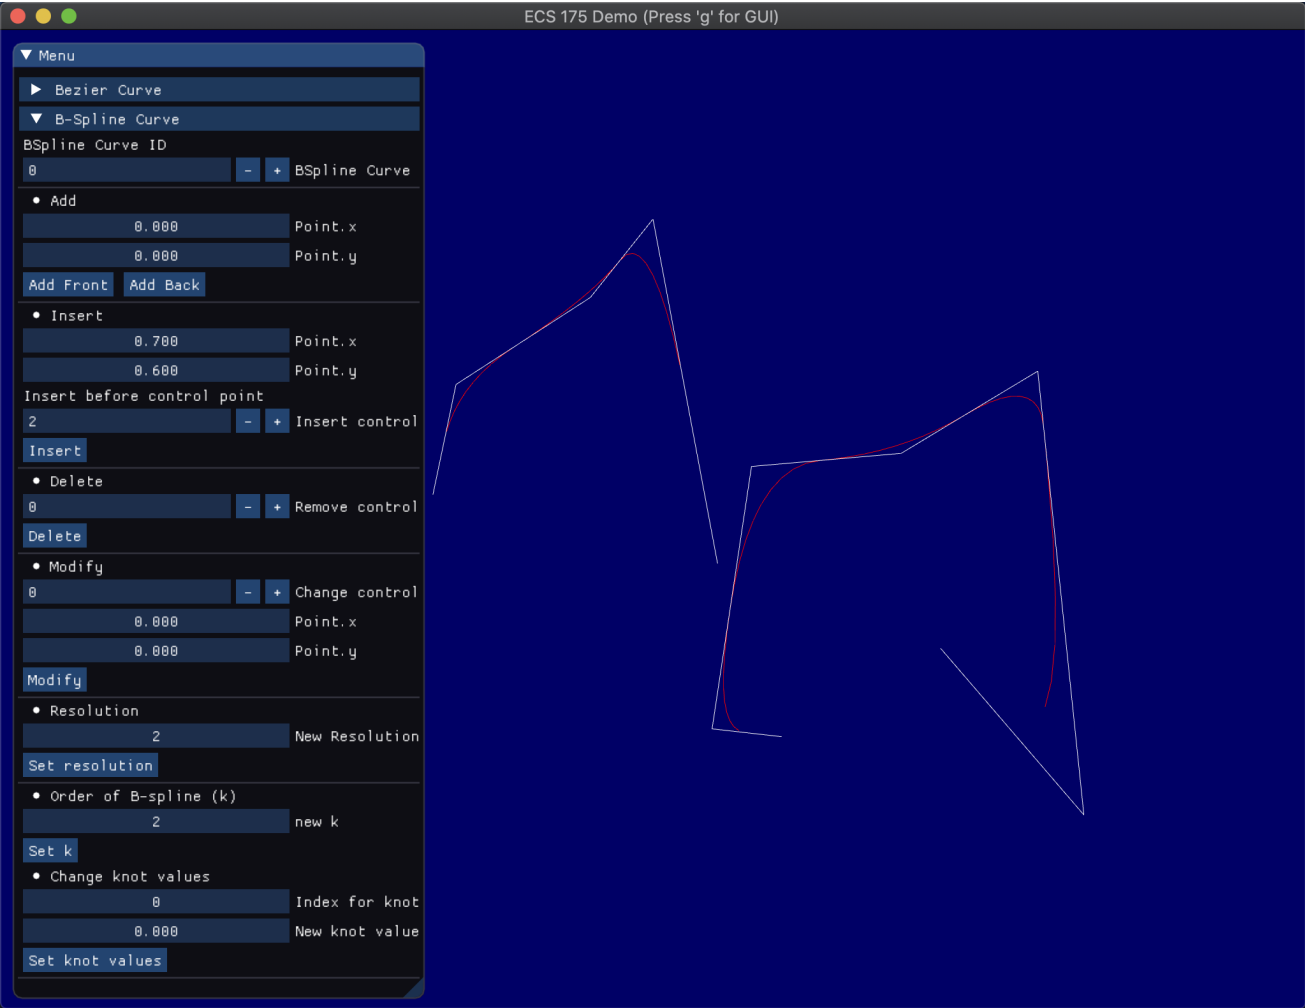 ECS 175 Demo (Press 'g' for GUI)
Menu
Bezier Curve
B-Spline Curve
BSpline Curve ID
0 - + BSpline Curve
Add
0.000 Point.x
0.000 Point.y
Add Front Add Back
Insert
0.700 Point.x
0.600 Point.y
Insert before control point
2 - + Insert control
Insert
Delete
0 - + Remove control
Delete
Modify
0 - + Change control
0.000 Point.x
0.000 Point.y
Modify
Resolution
2 New Resolution
Set resolution
Order of B-spline (k)
2 new k
Set k
Change knot values
0 Index for knot
0.000 New knot value
Set knot values